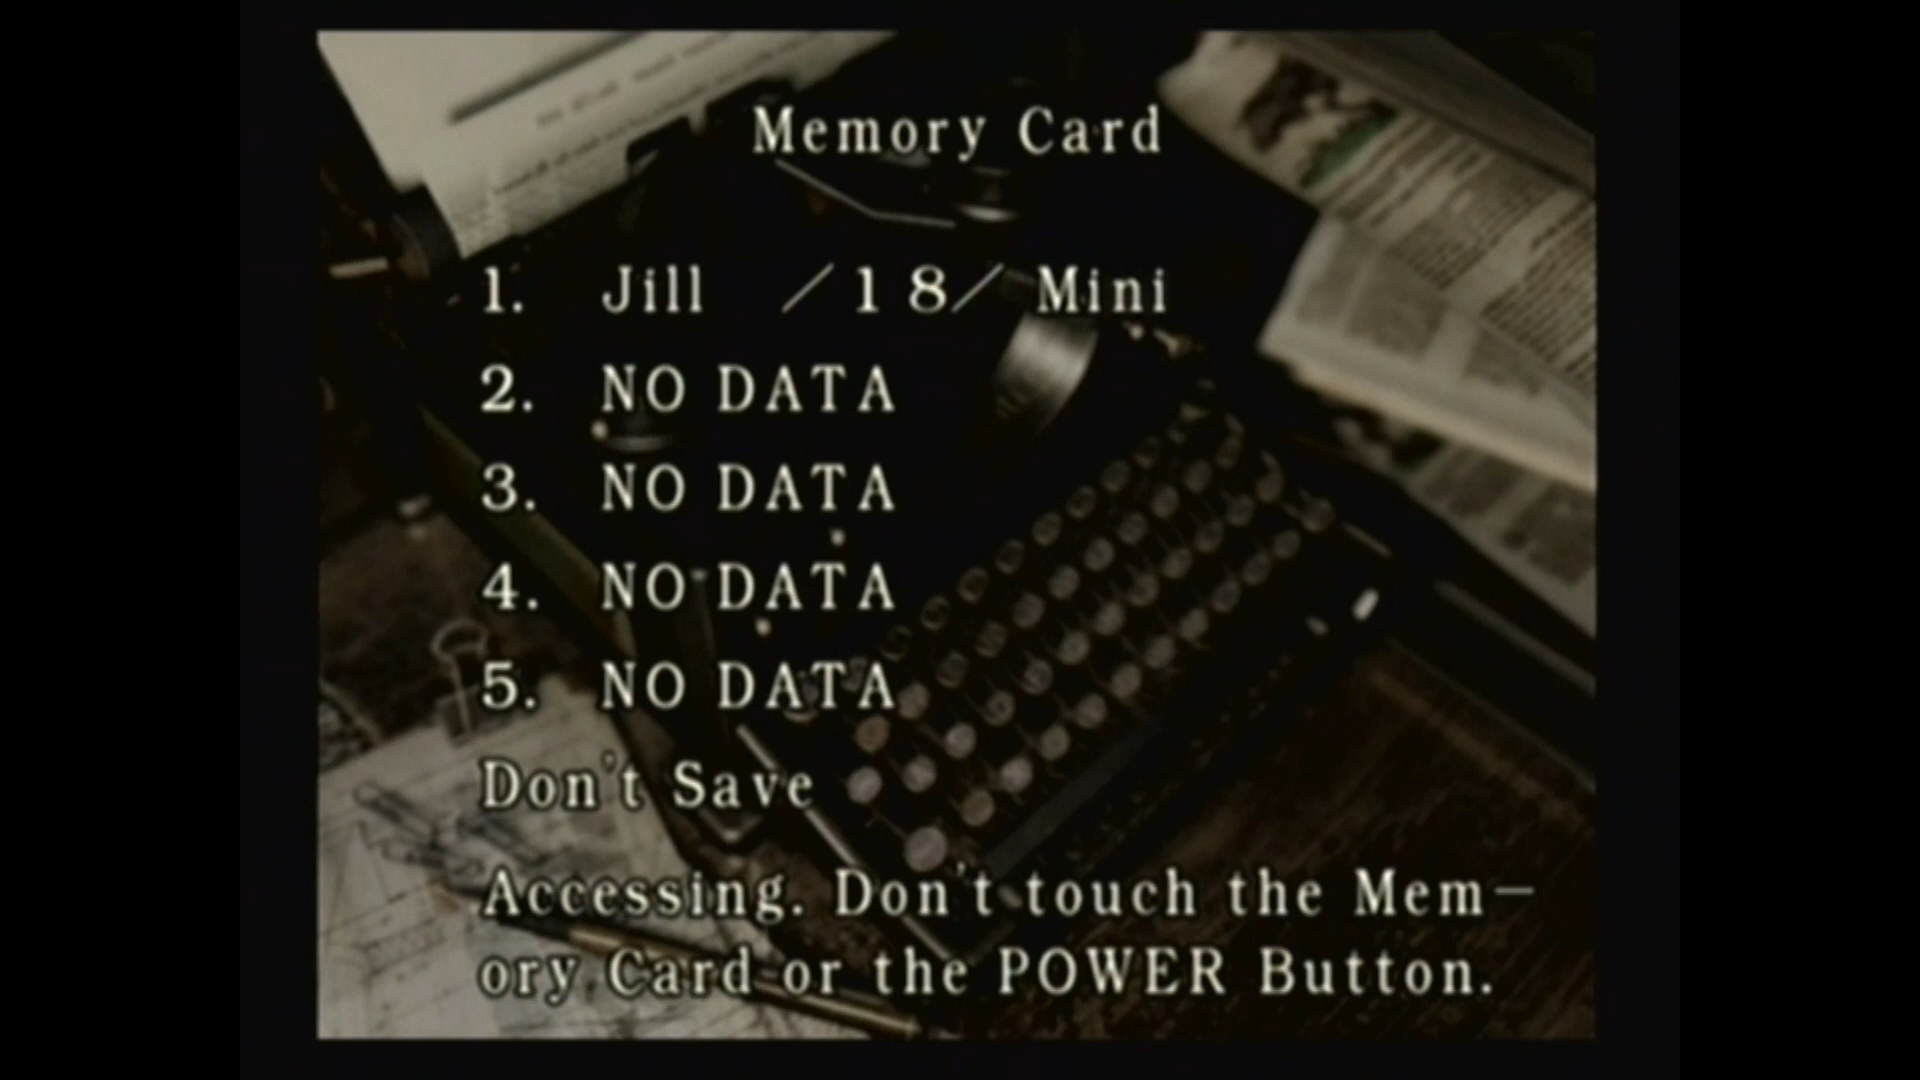 Memory Card
1. Jill /18/ Mini
2. NO DATA
3. NO DATA
4. NO DATA
5. NO DATA
Don't Save
Accessing. Don't touch the Mem-
ory Card or the POWER Button.